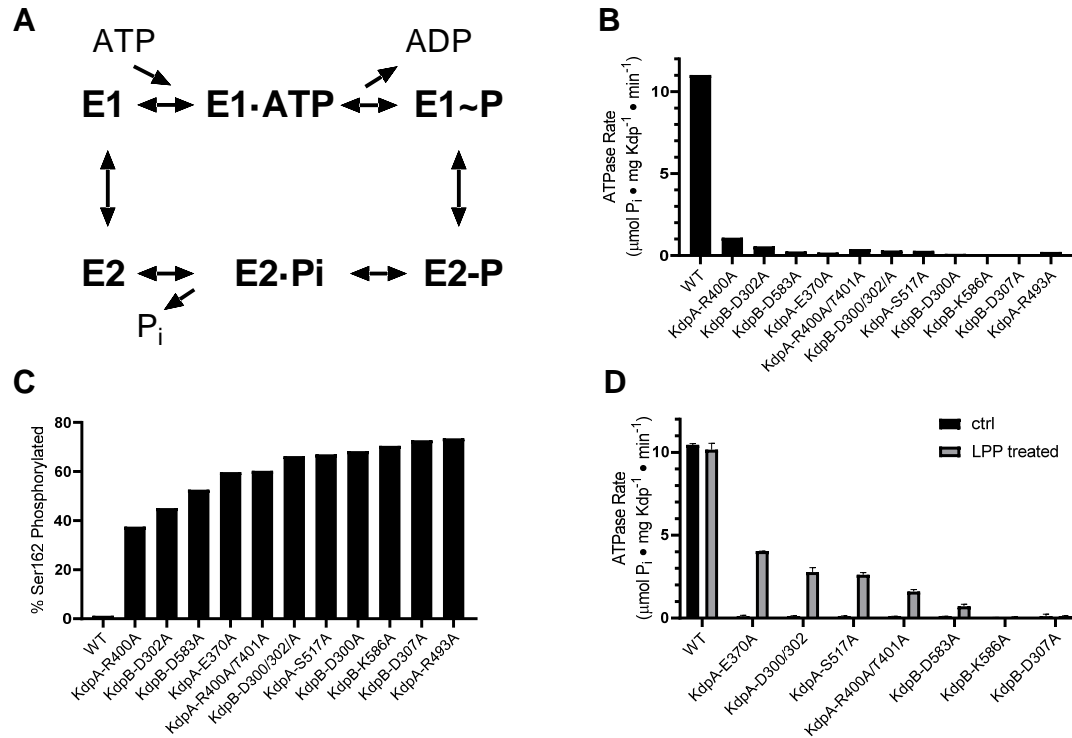 A
ATP
ADP
E1
E1·ATP
E1~P
E2
E2·Pi
E2-P
Pi
B
ATPase Rate
(μmol Pi • mg Kdp-1 • min-1)
10
5
0
WT
KdpA-R400A
KdpB-D302A
KdpB-D583A
KdpA-E370A
KdpA-R400A/T401A
KdpB-D300/302/A
KdpA-S517A
KdpB-D300A
KdpB-K586A
KdpB-D307A
KdpA-R493A
C
% Ser162 Phosphorylated
80
60
40
20
0
WT
KdpA-R400A
KdpB-D302A
KdpB-D583A
KdpA-E370A
KdpA-R400A/T401A
KdpB-D300/302/A
KdpA-S517A
KdpB-D300A
KdpB-K586A
KdpB-D307A
KdpA-R493A
D
ATPase Rate
(μmol Pi • mg Kdp-1 • min-1)
10
5
0
ctrl
LPP treated
WT
KdpA-E370A
KdpA-D300/302
KdpA-S517A
KdpA-R400A/T401A
KdpB-D583A
KdpB-K586A
KdpB-D307A